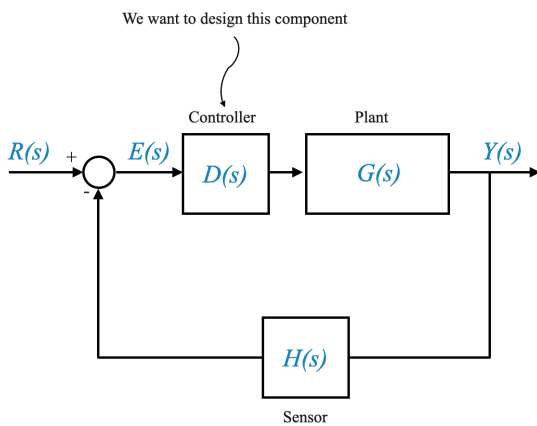 We want to design this component
Controller
Plant
R(s)
+
E(s)
D(s)
G(s)
Y(s)
-
H(s)
Sensor